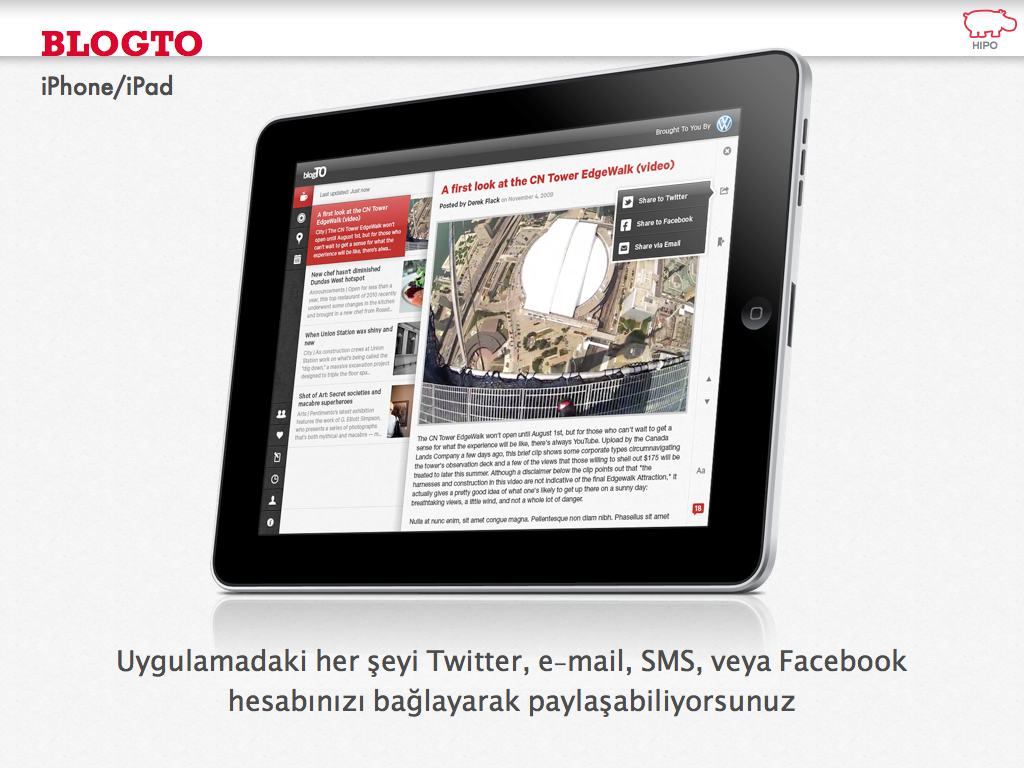 BLOGTO
HIPO
iPhone/iPad
Brought To You By
blogTO
Last updated: Just now
A first look at the CN Tower
EdgeWalk (video)
City | The CN Tower EdgeWalk won't
open until August 1st, but for those who
can't wait to get a sense for what the
experience will be like, there's alwa...
New chef hasn't diminished
Dundas West hotspot
Announcements | Open for less than a
year, this top restaurant of 2010 recently
underwent some changes in the kitchen
and brought in a new chef from Rosed...
When Union Station was shiny and
new
City | As construction crews at Union
Station work on what's being called the
"dig down," a massive excavation project
designed to triple the floor spa...
Shot of Art: Secret societies and
macabre superheroes
Arts | Pentimento's latest exhibition
features the work of G. Elliott Simpson,
who presents a series of photographs
that's both mythical and macabre — m...
A first look at the CN Tower EdgeWalk (video)
Posted by Derek Flack on November 4, 2009
Share to Twitter
Share to Facebook
Share via Email
The CN Tower EdgeWalk won't open until August 1st, but for those who can't wait to get a
sense for what the experience will be like, there's always YouTube. Upload by the Canada
Lands Company a few days ago, this brief clip shows some corporate types circumnavigating
the tower's observation deck and a few of the views that those willing to shell out $175 will be
treated to later this summer. Although a disclaimer below the clip points out that "the
harnesses and construction in this video are not indicative of the final Edgewalk Attraction," it
actually gives a pretty good idea of what one's likely to get up there on a sunny day:
breathtaking views, a little wind, and not a whole lot of danger.
Nulla at nunc enim, sit amet congue magna. Pellentesque non diam nibh. Phasellus sit amet
Aa
18
Uygulamadaki her şeyi Twitter, e-mail, SMS, veya Facebook
hesabınızı bağlayarak paylaşabiliyorsunuz